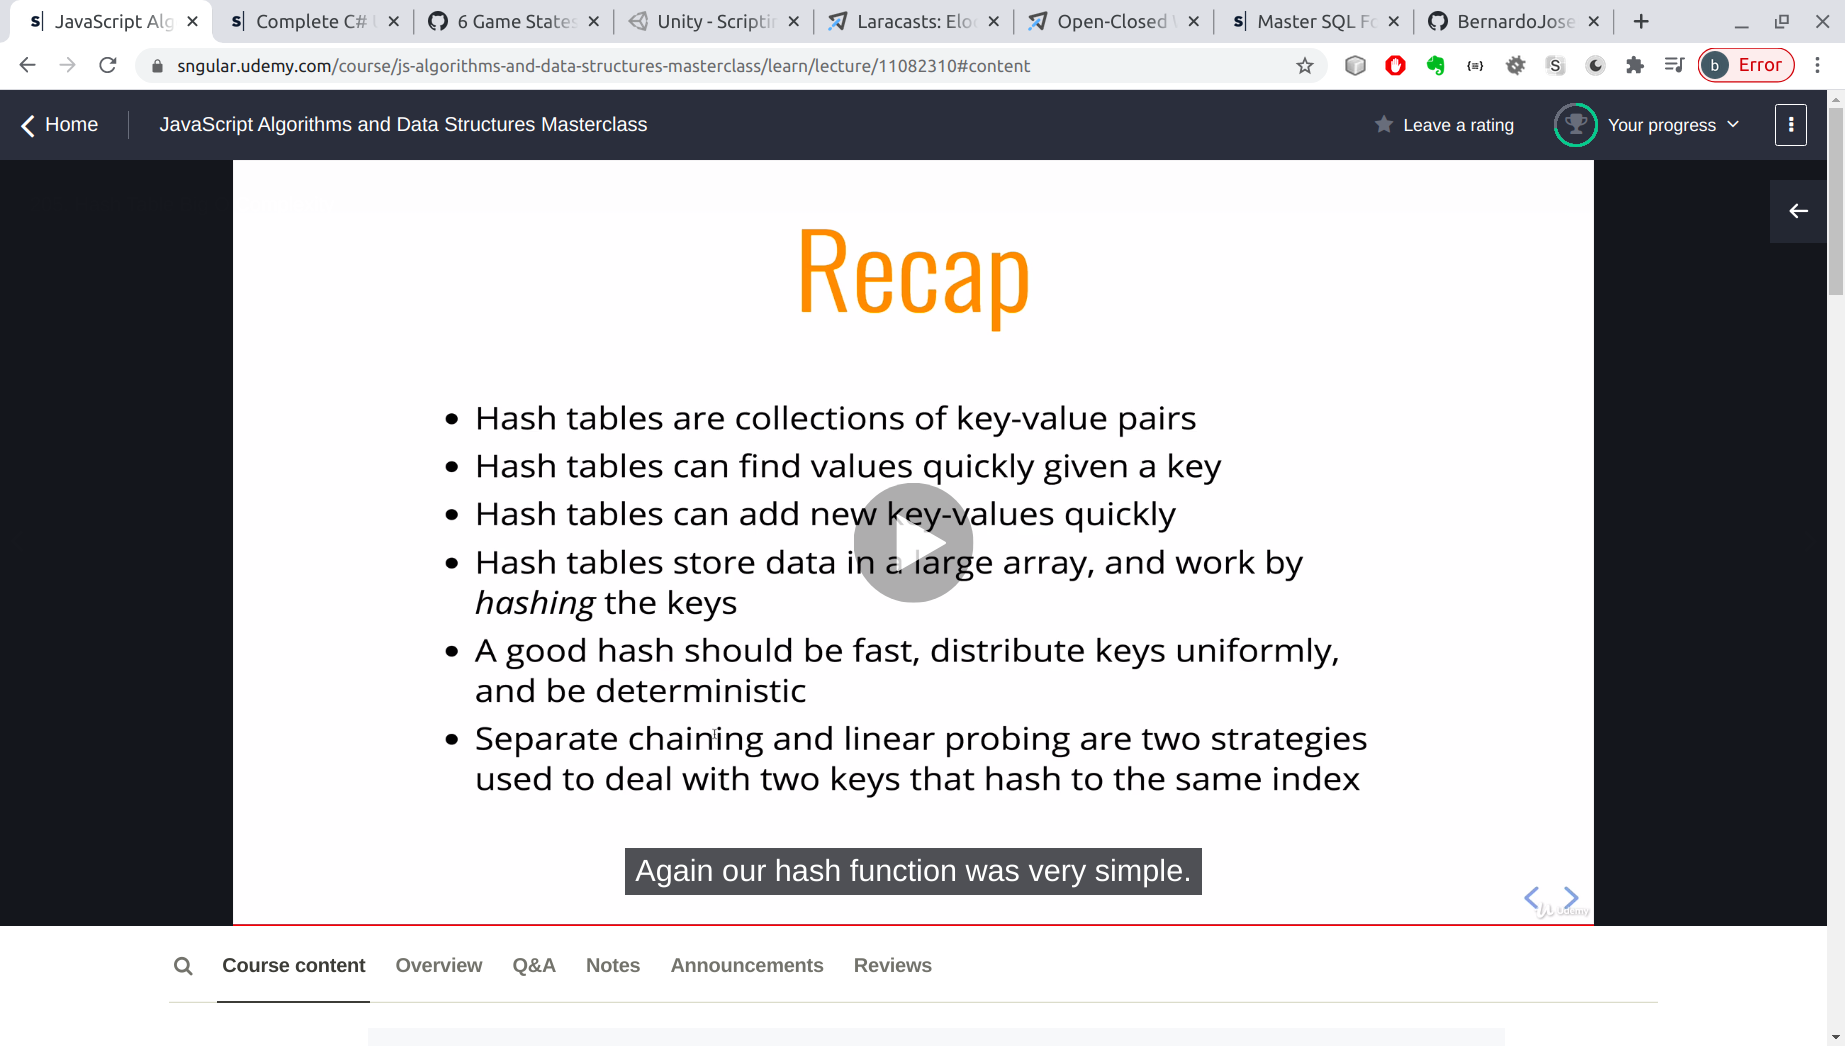 JavaScript Alg
Complete C#
6 Game States
Unity - Scriptin
Laracasts: Elo
Open-Closed
Master SQL Fo
BernardoJose
sngular.udemy.com/course/js-algorithms-and-data-structures-masterclass/learn/lecture/11082310#content
b Error
Home
JavaScript Algorithms and Data Structures Masterclass
Leave a rating
Your progress
Recap
• Hash tables are collections of key-value pairs
• Hash tables can find values quickly given a key
• Hash tables can add new key-values quickly
• Hash tables store data in a large array, and work by
hashing the keys
• A good hash should be fast, distribute keys uniformly,
and be deterministic
• Separate chaining and linear probing are two strategies
used to deal with two keys that hash to the same index
Again our hash function was very simple.
Udemy
Course content
Overview
Q&A
Notes
Announcements
Reviews